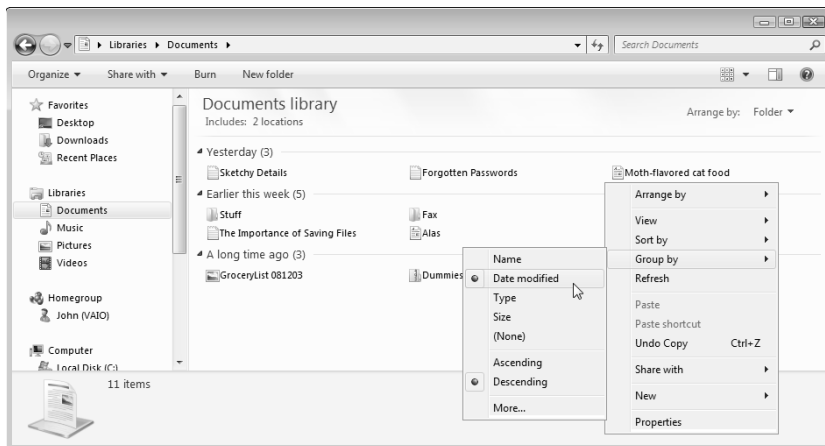 Libraries Documents
Search Documents
Organize Share with Burn New folder
Favorites
Desktop
Downloads
Recent Places
Libraries
Documents
Music
Pictures
Videos
Homegroup
John (VAIO)
Computer
Local Disk (C:)
Documents library
Includes: 2 locations
Arrange by: Folder
Yesterday (3)
Sketchy Details Forgotten Passwords Moth-flavored cat food
Earlier this week (5)
Stuff Fax
The Importance of Saving Files Alas
A long time ago (3)
GroceryList 081203 Dummies
Arrange by
View
Sort by
Group by
Refresh
Paste
Paste shortcut
Undo Copy Ctrl+Z
Share with
New
Properties
Name
Date modified
Type
Size
(None)
Ascending
Descending
More...
11 items